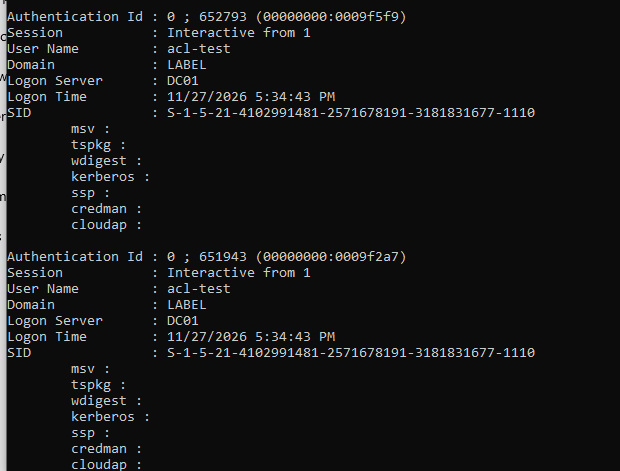 Authentication Id : 0 ; 652793 (00000000:0009f5f9)
Session           : Interactive from 1
User Name         : acl-test
Domain            : LABEL
Logon Server      : DC01
Logon Time        : 11/27/2026 5:34:43 PM
SID               : S-1-5-21-4102991481-2571678191-3181831677-1110
        msv :
        tspkg :
        wdigest :
        kerberos :
        ssp :
        credman :
        cloudap :

Authentication Id : 0 ; 651943 (00000000:0009f2a7)
Session           : Interactive from 1
User Name         : acl-test
Domain            : LABEL
Logon Server      : DC01
Logon Time        : 11/27/2026 5:34:43 PM
SID               : S-1-5-21-4102991481-2571678191-3181831677-1110
        msv :
        tspkg :
        wdigest :
        kerberos :
        ssp :
        credman :
        cloudap :